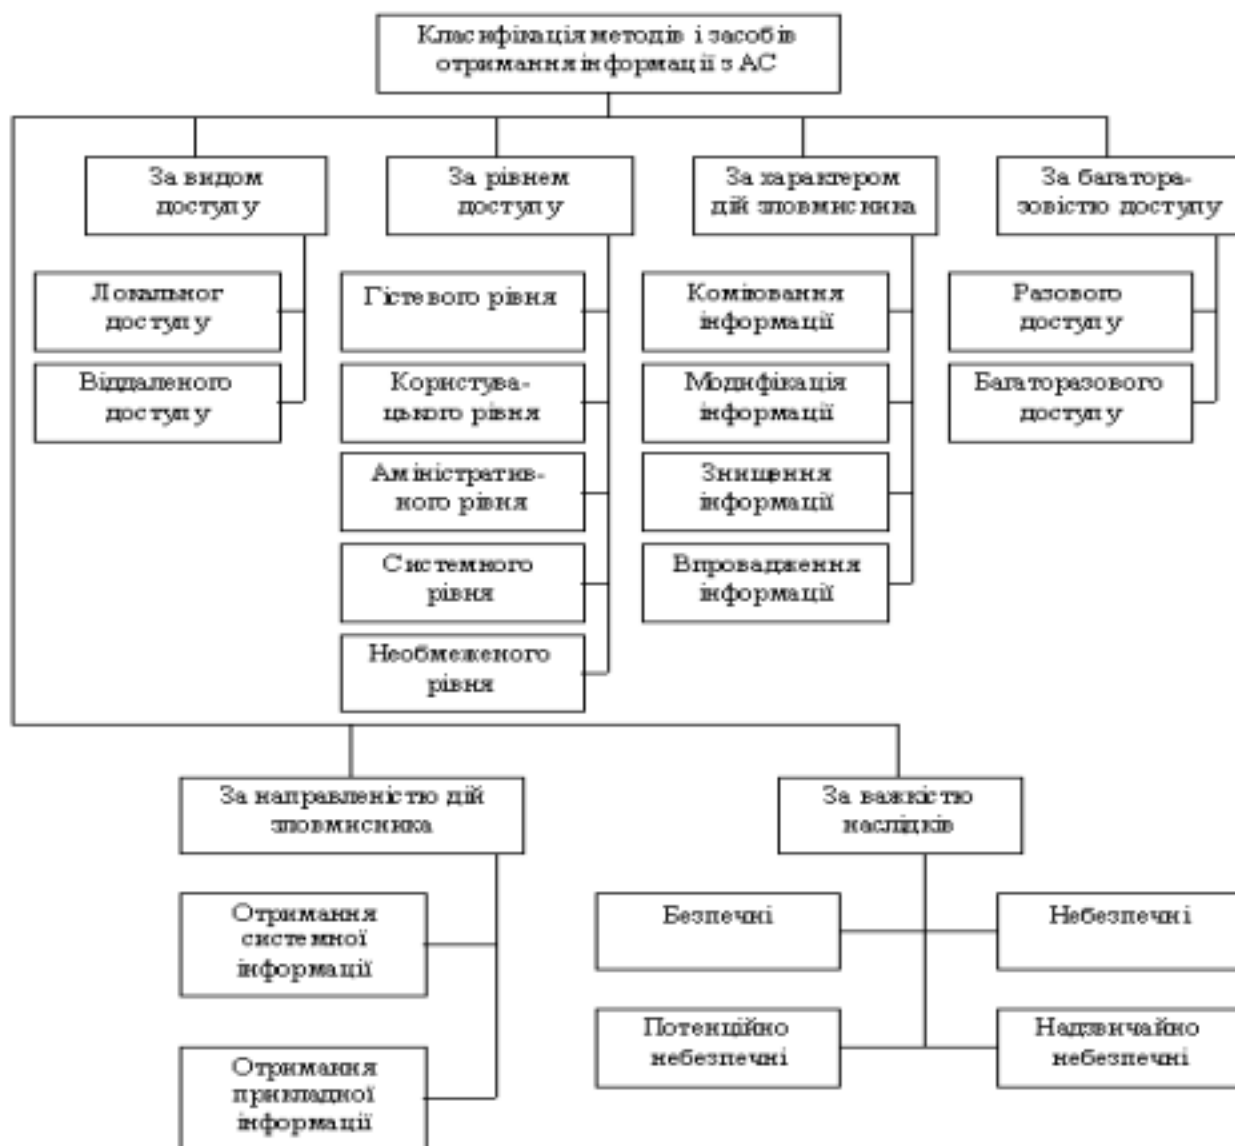 Класифікація методів і засобів
отримання інформації з АС
За видом
доступу
За рівнем
доступу
За характером
дій зловмисника
За багатора-
зовістю доступу
Локальног
доступу
Віддаленого
доступу
Гістевого рівня
Користува-
цького рівня
Аміністратив-
ного рівня
Системного
рівня
Необмеженого
рівня
Коміювання
інформації
Модифікація
інформації
Знищення
інформації
Впровадження
інформації
Разового
доступу
Багаторазового
доступу
За направленістю дій
зловмисника
Отримання
системної
інформації
Отримання
прикладної
інформації
За важкістю
наслідків
Безпечні
Небезпечні
Потенційно
небезпечні
Надзвичайно
небезпечні